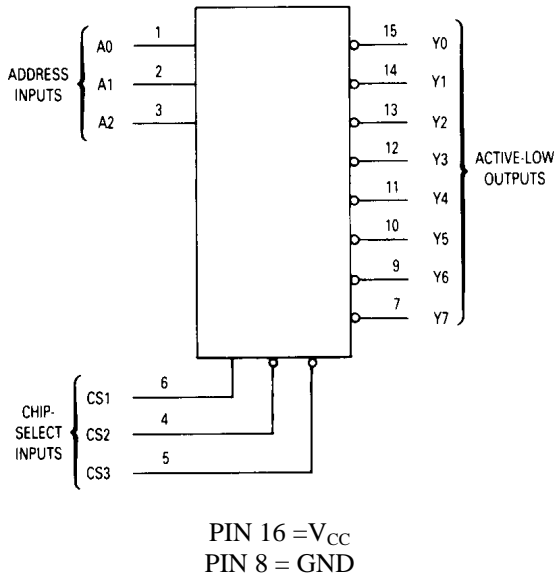 ADDRESS
INPUTS
A0 1
A1 2
A2 3
15 Y0
14 Y1
13 Y2
12 Y3
11 Y4
10 Y5
9 Y6
7 Y7
ACTIVE-LOW
OUTPUTS
CHIP-
SELECT
INPUTS
CS1 6
CS2 4
CS3 5
PIN 16 =VCC
PIN 8 = GND